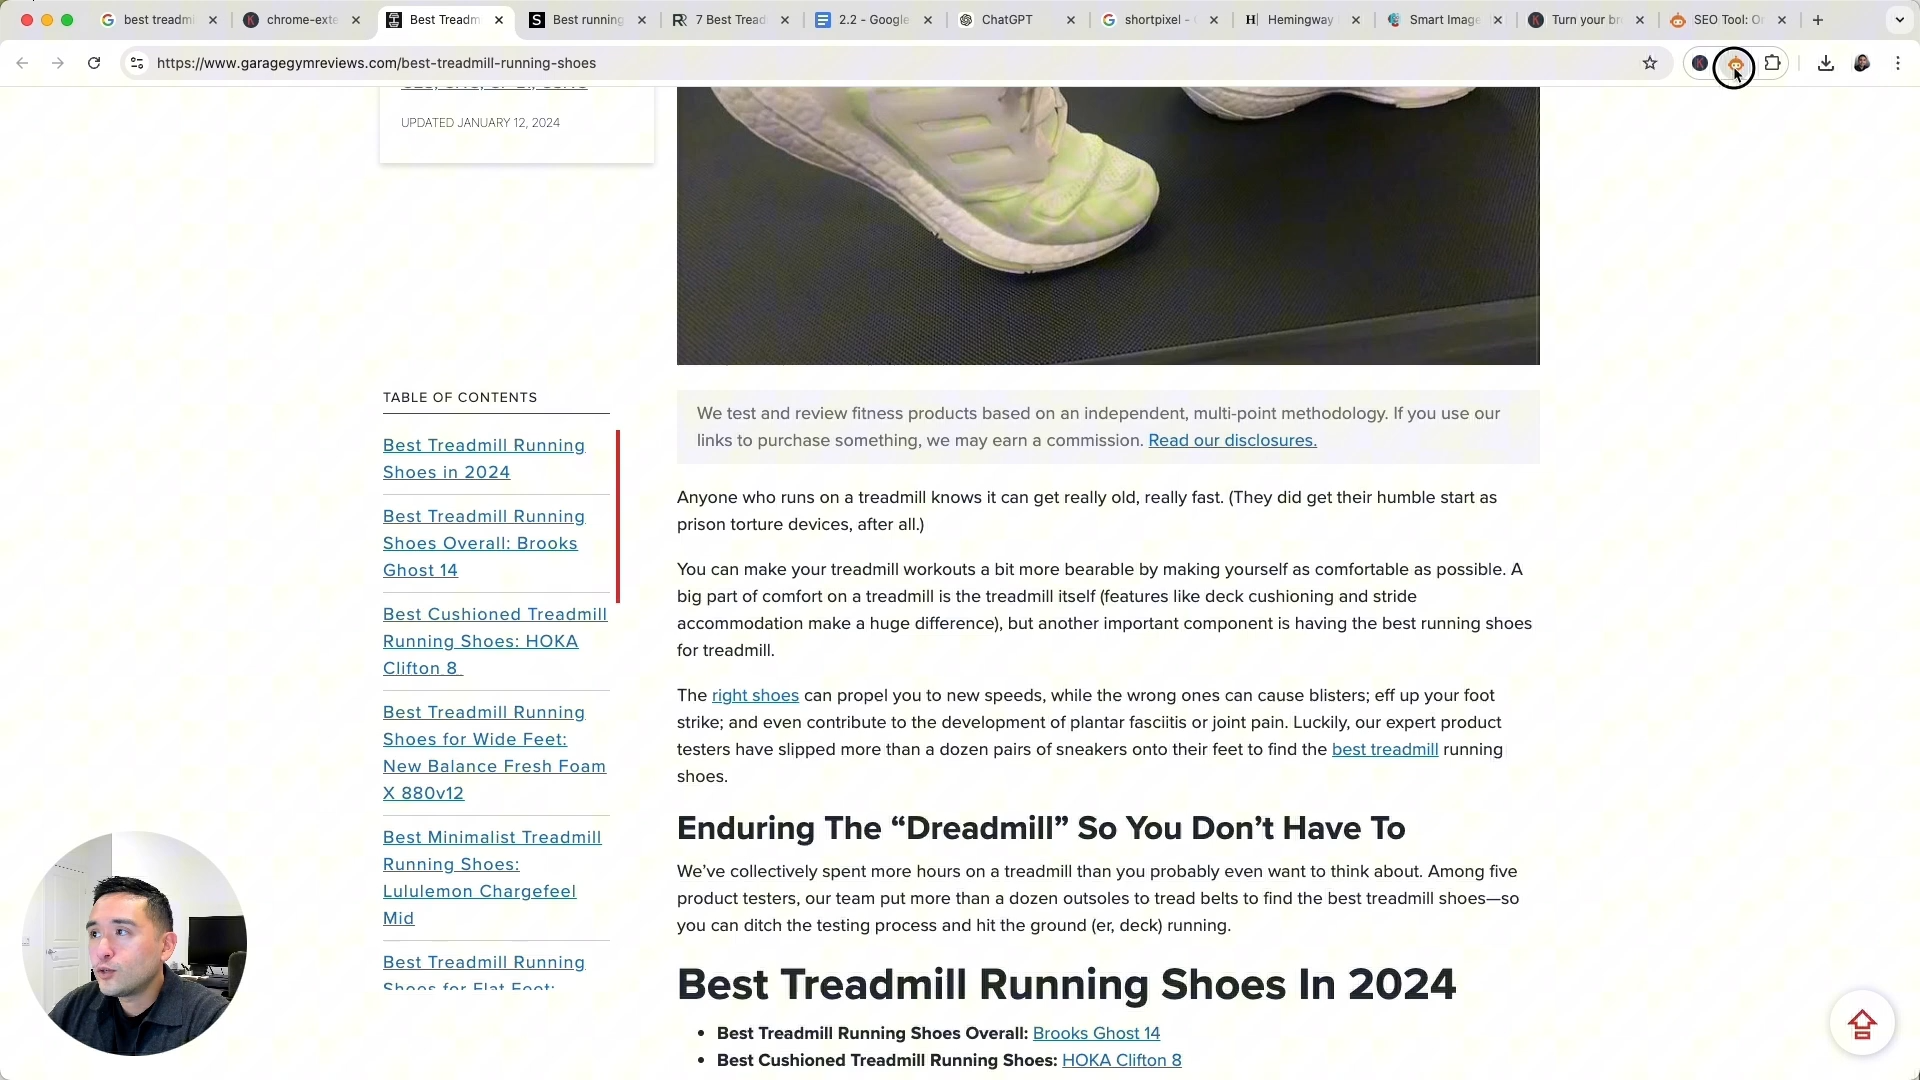 best treadmi
chrome-exte
Best Treadm
Best running
7 Best Tread
2.2 - Google
ChatGPT
shortpixel -
Hemingway
Smart Image
Turn your br
SEO Tool: O
https://www.garagegymreviews.com/best-treadmill-running-shoes
UPDATED JANUARY 12, 2024
TABLE OF CONTENTS
Best Treadmill Running
Shoes in 2024
Best Treadmill Running
Shoes Overall: Brooks
Ghost 14
Best Cushioned Treadmill
Running Shoes: HOKA
Clifton 8
Best Treadmill Running
Shoes for Wide Feet:
New Balance Fresh Foam
X 880v12
Best Minimalist Treadmill
Running Shoes:
Lululemon Chargefeel
Mid
Best Treadmill Running
Shoes for Flat Feet:
We test and review fitness products based on an independent, multi-point methodology. If you use our
links to purchase something, we may earn a commission. Read our disclosures.
Anyone who runs on a treadmill knows it can get really old, really fast. (They did get their humble start as
prison torture devices, after all.)
You can make your treadmill workouts a bit more bearable by making yourself as comfortable as possible. A
big part of comfort on a treadmill is the treadmill itself (features like deck cushioning and stride
accommodation make a huge difference), but another important component is having the best running shoes
for treadmill.
The right shoes can propel you to new speeds, while the wrong ones can cause blisters; eff up your foot
strike; and even contribute to the development of plantar fasciitis or joint pain. Luckily, our expert product
testers have slipped more than a dozen pairs of sneakers onto their feet to find the best treadmill running
shoes.
Enduring The “Dreadmill” So You Don’t Have To
We’ve collectively spent more hours on a treadmill than you probably even want to think about. Among five
product testers, our team put more than a dozen outsoles to tread belts to find the best treadmill shoes—so
you can ditch the testing process and hit the ground (er, deck) running.
Best Treadmill Running Shoes In 2024
• Best Treadmill Running Shoes Overall: Brooks Ghost 14
• Best Cushioned Treadmill Running Shoes: HOKA Clifton 8